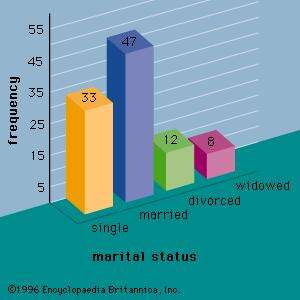 55
45
35
25
15
5
frequency
33
47
12
8
single
married
divorced
widowed
marital status
©1996 Encyclopaedia Britannica, Inc.